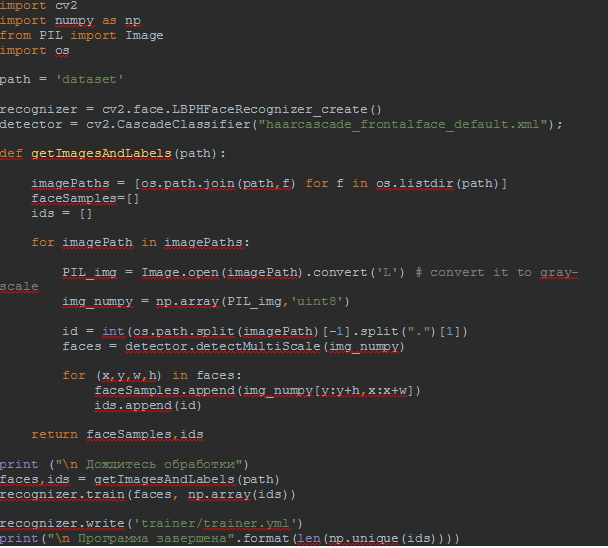 import cv2
import numpy as np
from PIL import Image
import os
path = 'dataset'
recognizer = cv2.face.LBPHFaceRecognizer_create()
detector = cv2.CascadeClassifier("haarcascade_frontalface_default.xml");
def getImagesAndLabels(path):
imagePaths = [os.path.join(path,f) for f in os.listdir(path)]
faceSamples=[]
ids = []
for imagePath in imagePaths:
PIL_img = Image.open(imagePath).convert('L') # convert it to gray-
scale
img_numpy = np.array(PIL_img,'uint8')
id = int(os.path.split(imagePath)[-1].split(".")[1])
faces = detector.detectMultiScale(img_numpy)
for (x,y,w,h) in faces:
faceSamples.append(img_numpy[y:y+h,x:x+w])
ids.append(id)
return faceSamples,ids
print ("\n Дождитесь обработки")
faces,ids = getImagesAndLabels(path)
recognizer.train(faces, np.array(ids))
recognizer.write('trainer/trainer.yml')
print("\n Программа завершена".format(len(np.unique(ids))))